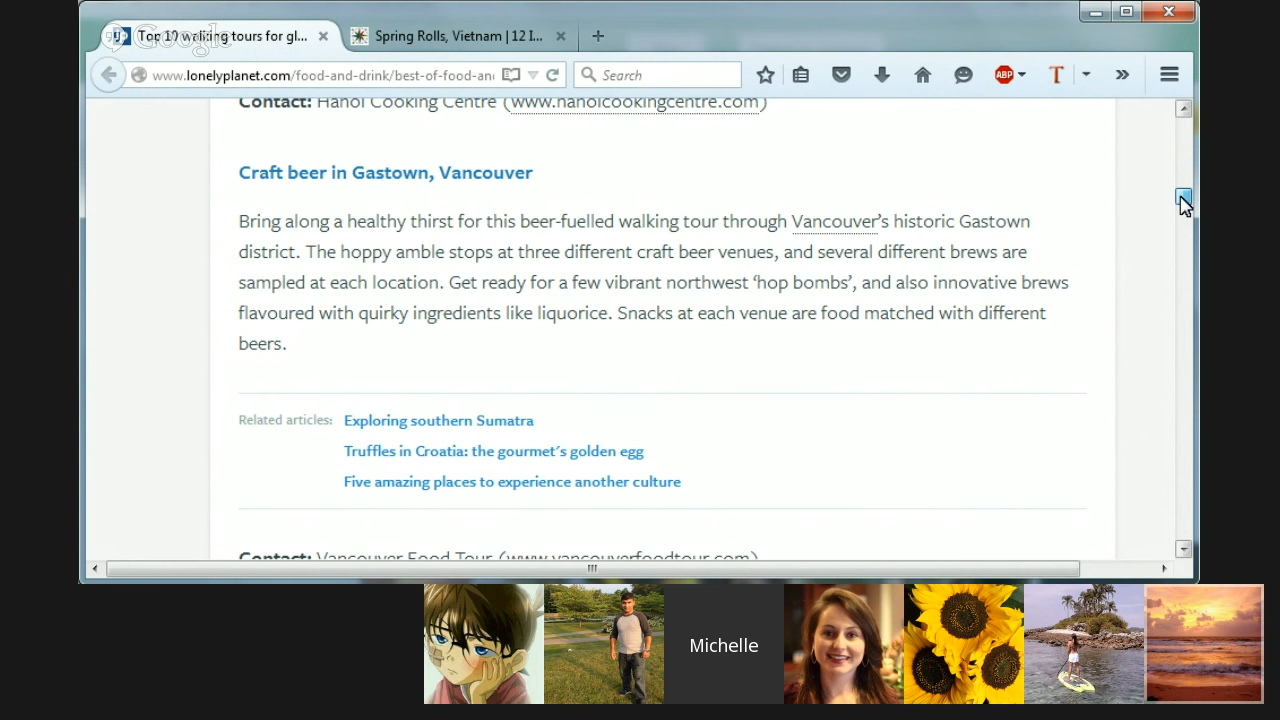 Top 10 walking tours for gl...
Spring Rolls, Vietnam | 12 I...
Google
www.lonelyplanet.com/food-and-drink/best-of-food-an
Search
ABP
T
Contact: Hanoi Cooking Centre (www.hanoicookingcentre.com)
Craft beer in Gastown, Vancouver
Bring along a healthy thirst for this beer-fuelled walking tour through Vancouver’s historic Gastown
district. The hoppy amble stops at three different craft beer venues, and several different brews are
sampled at each location. Get ready for a few vibrant northwest ‘hop bombs’, and also innovative brews
flavoured with quirky ingredients like liquorice. Snacks at each venue are food matched with different
beers.
Related articles: Exploring southern Sumatra
Truffles in Croatia: the gourmet's golden egg
Five amazing places to experience another culture
Contact: Vancouver Food Tour (www.vancouverfoodtour.com)
Michelle